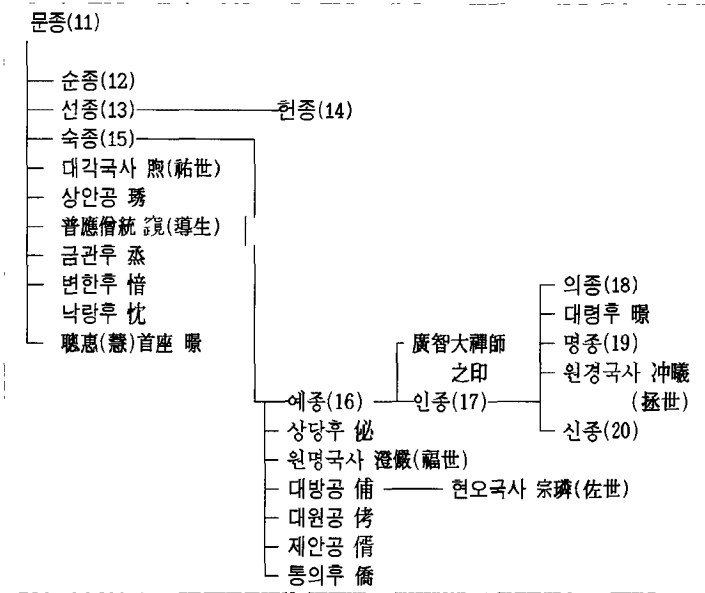 문종(11)
순종(12)
선종(13) 헌종(14)
숙종(15)
대각국사 煦(祐世)
상안공 琇
普應僧統 竀(導生)
금관후 㶨
변한후 愔
낙랑후 忱
聰惠(慧)首座 暻
의종(18)
대령후 暻
廣智大禪師 명종(19)
之印 원경국사 冲曦
예종(16) 인종(17) (拯世)
상당후 佖 신종(20)
원명국사 澄儼(福世)
대방공 俌 현오국사 宗璘(佐世)
대원공 侾
제안공 偦
통의후 僑